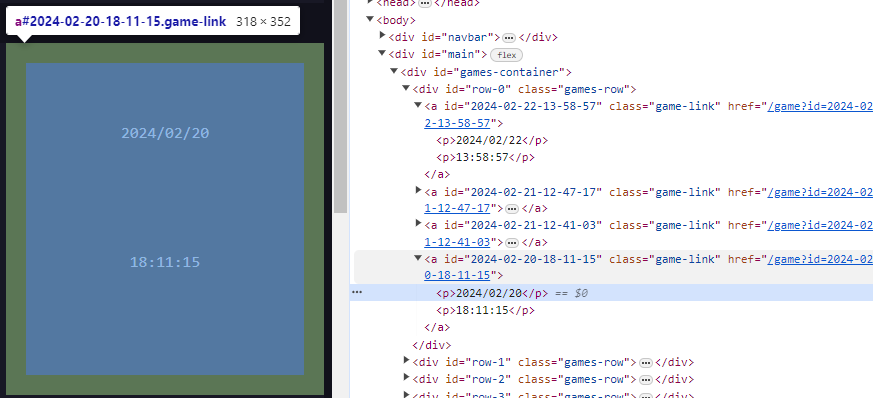 a#2024-02-20-18-11-15.game-link 318 × 352
2024/02/20
18:11:15
<head> ••• </head>
<body>
<div id="navbar"> ••• </div>
<div id="main"> flex
<div id="games-container">
<div id="row-0" class="games-row">
<a id="2024-02-22-13-58-57" class="game-link" href="/game?id=2024-02
2-13-58-57">
<p>2024/02/22</p>
<p>13:58:57</p>
</a>
<a id="2024-02-21-12-47-17" class="game-link" href="/game?id=2024-02
1-12-47-17"> ••• </a>
<a id="2024-02-21-12-41-03" class="game-link" href="/game?id=2024-02
1-12-41-03"> ••• </a>
<a id="2024-02-20-18-11-15" class="game-link" href="/game?id=2024-02
0-18-11-15">
••• <p>2024/02/20</p> == $0
<p>18:11:15</p>
</a>
</div>
<div id="row-1" class="games-row"> ••• </div>
<div id="row-2" class="games-row"> ••• </div>
<div id="row-3" class="games-row"> ••• </div>